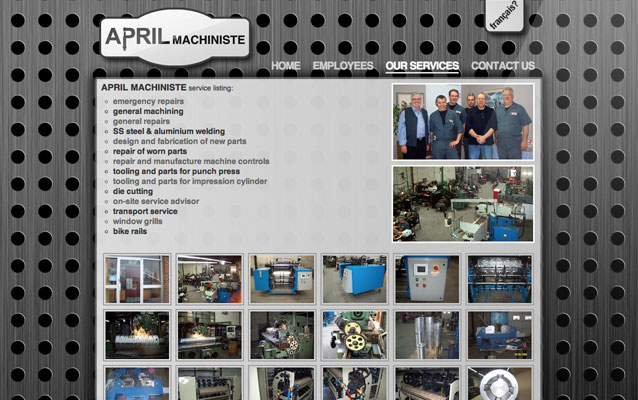 français?
APRIL MACHINISTE
HOME EMPLOYEES OUR SERVICES CONTACT US
APRIL MACHINISTE service listing:
emergency repairs
general machining
general repairs
SS steel & aluminium welding
design and fabrication of new parts
repair of worn parts
repair and manufacture machine controls
tooling and parts for punch press
tooling and parts for impression cylinder
die cutting
on-site service advisor
transport service
window grills
bike rails